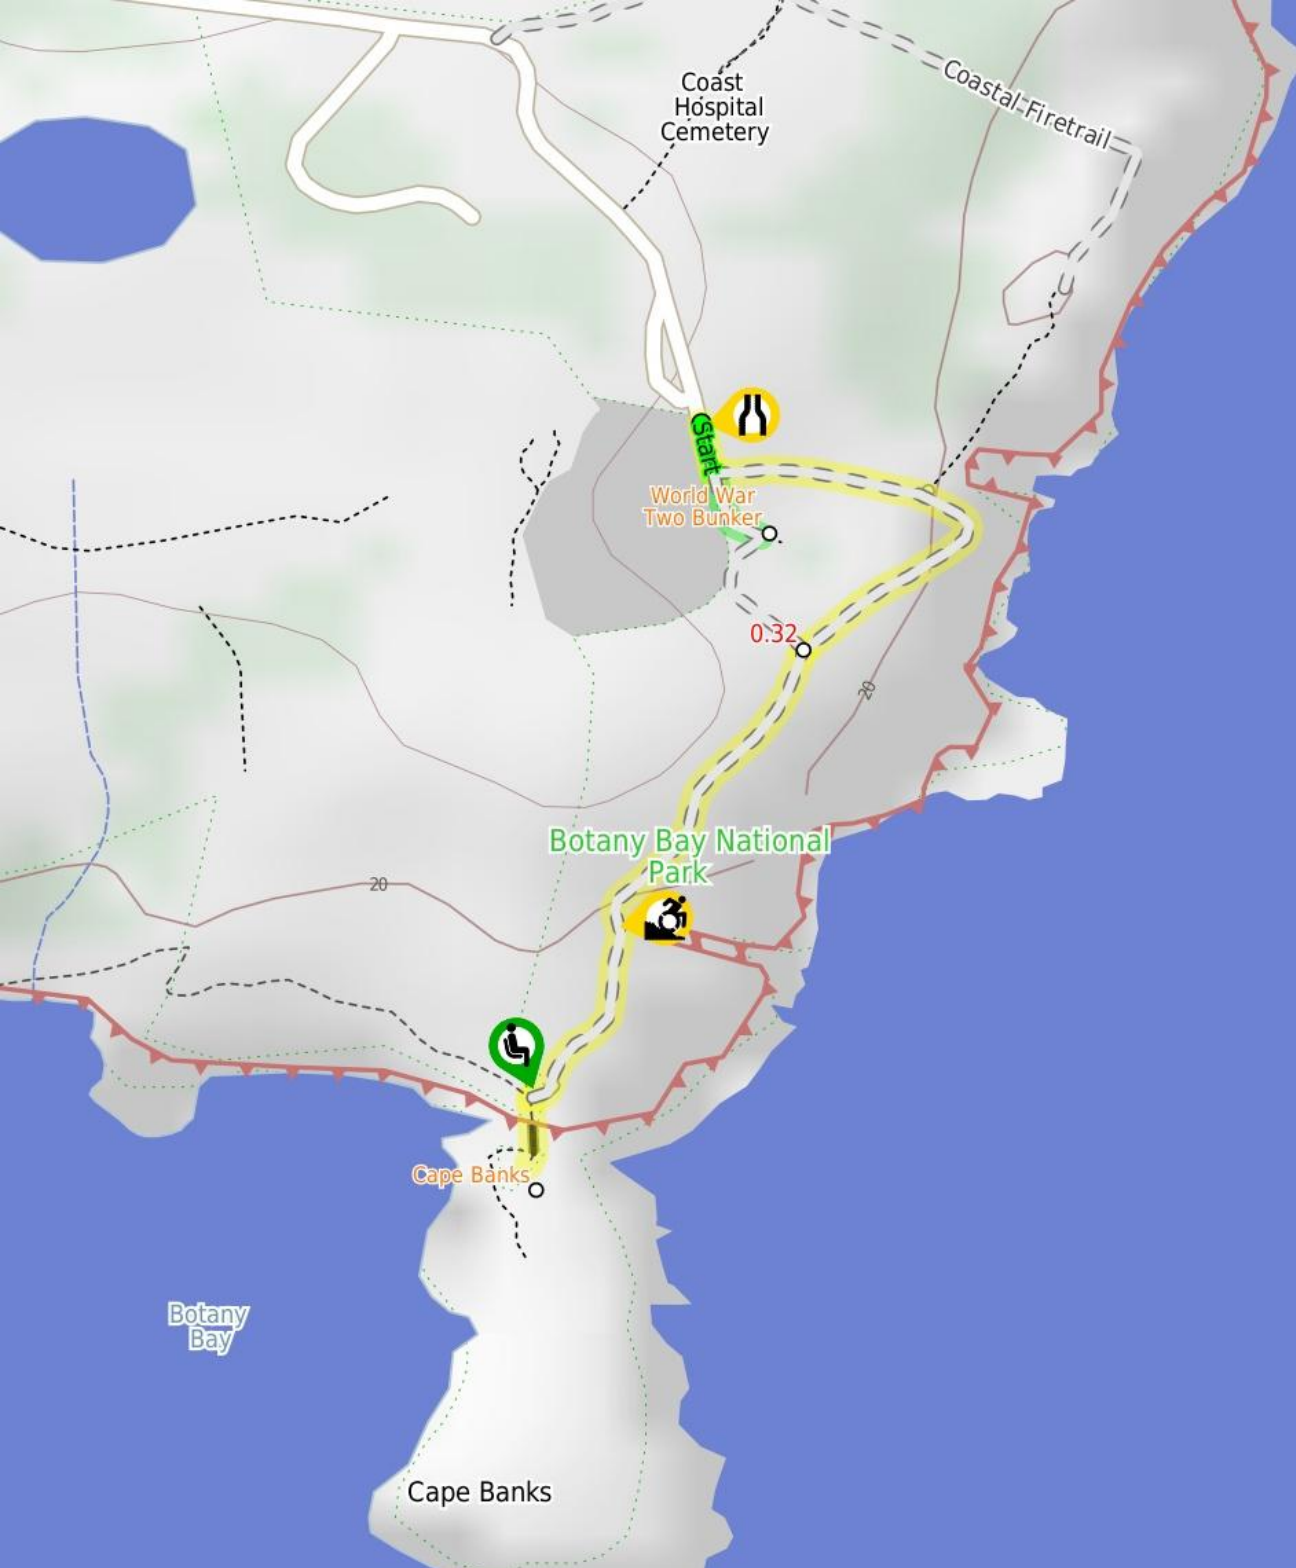 Coastal Firetrail
Coast
Hospital
Cemetery
Start
World War
Two Bunker
0.32
20
Botany Bay National
Park
20
Cape Banks
Botany
Bay
Cape Banks